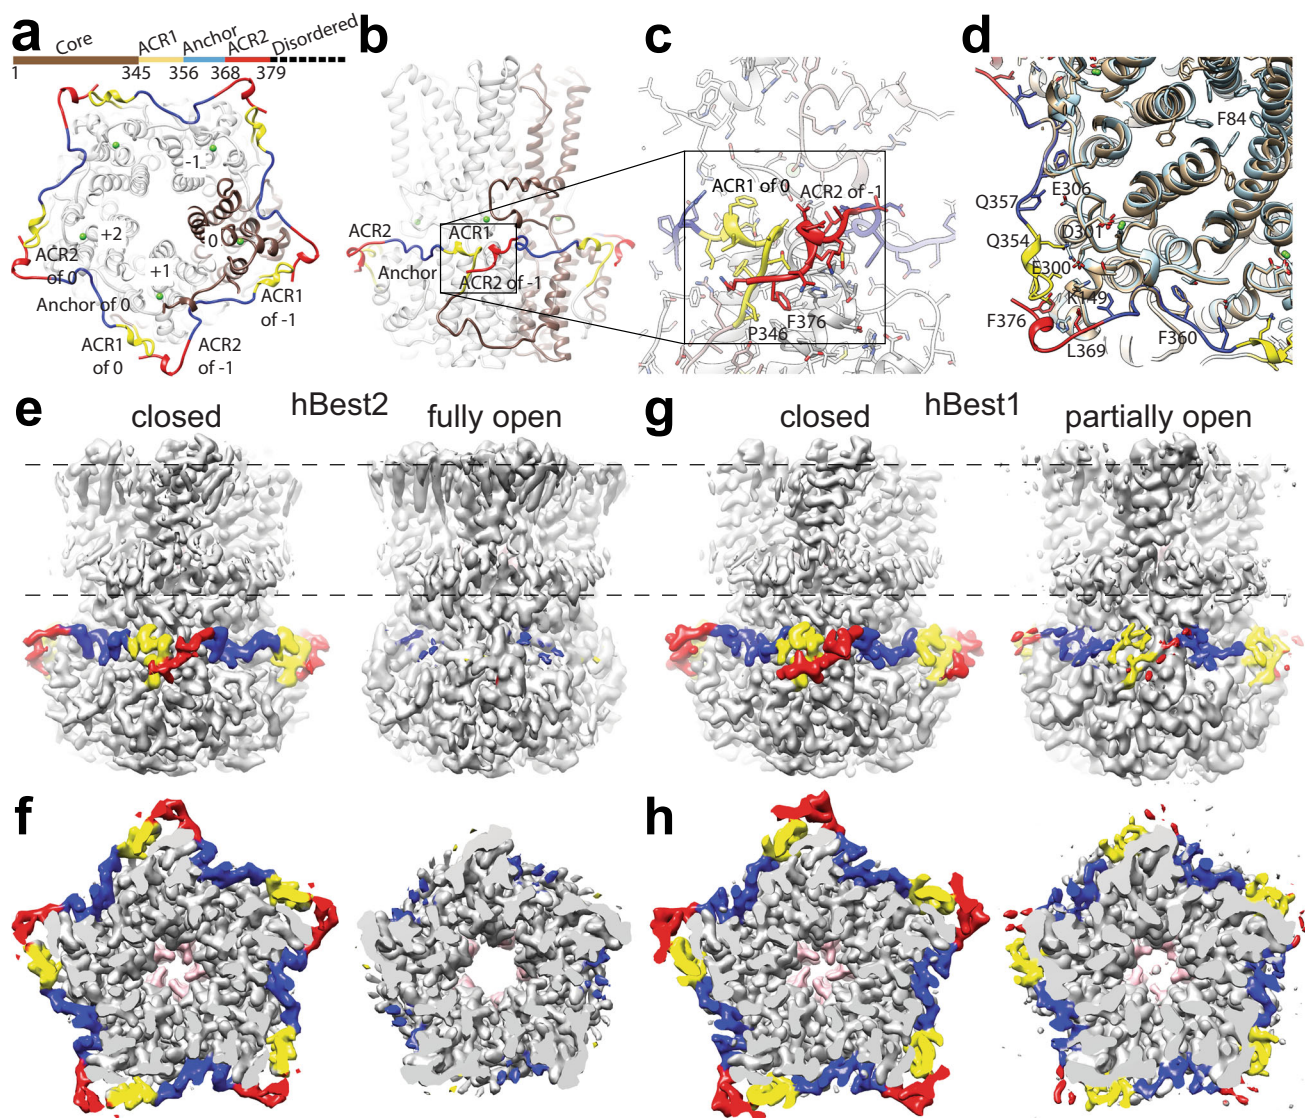 a
Core
ACR1
Anchor
ACR2
Disordered
1
345
356
368
379
-1
0
+2
+1
ACR2
of 0
Anchor of 0
ACR1
of 0
ACR2
of -1
ACR1
of -1
b
ACR2
ACR1
Anchor
ACR2 of -1
c
ACR1 of 0
ACR2 of -1
F376
P346
d
F84
E306
Q357
D301
Q354
E300
K149
F376
F360
L369
e
hBest2
closed
fully open
g
hBest1
closed
partially open
f
h